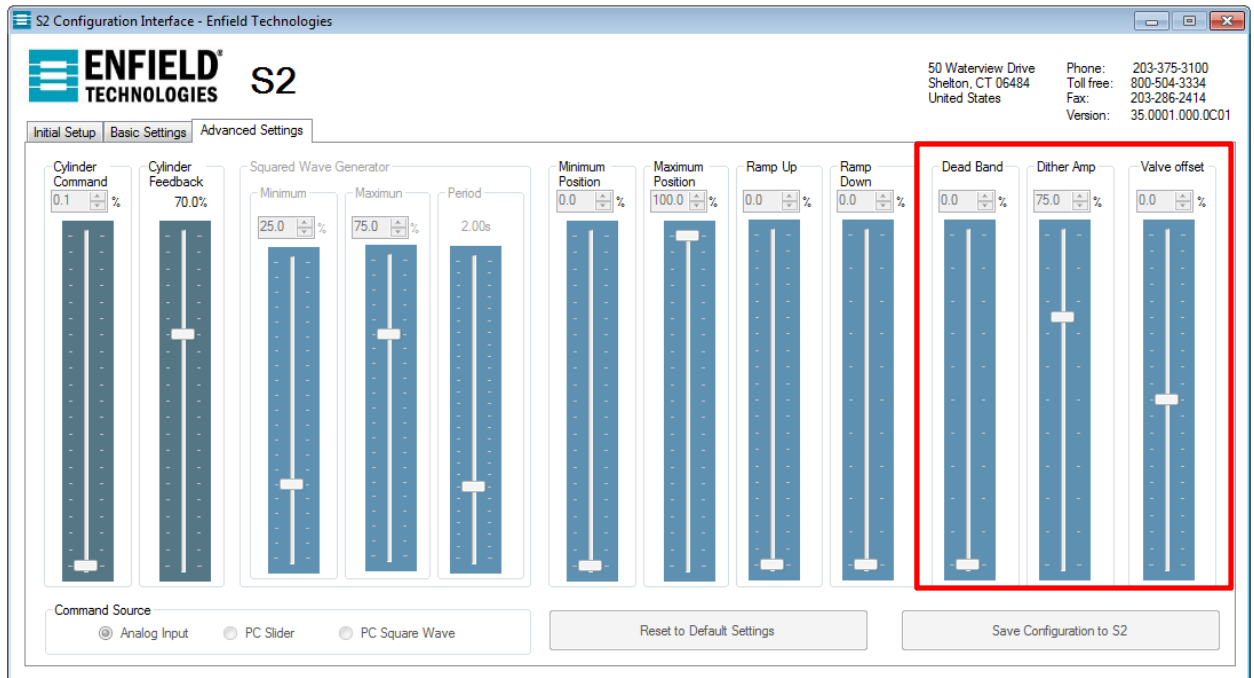 S2 Configuration Interface - Enfield Technologies
ENFIELD®
TECHNOLOGIES
S2
50 Waterview Drive
Shelton, CT 06484
United States
Phone: 203-375-3100
Toll free: 800-504-3334
Fax: 203-286-2414
Version: 35.0001.000.0C01
Initial Setup
Basic Settings
Advanced Settings
Cylinder
Command
0.1 %
Cylinder
Feedback
70.0%
Squared Wave Generator
Minimum
25.0 %
Maximun
75.0 %
Period
2.00s
Minimum
Position
0.0 %
Maximum
Position
100.0 %
Ramp Up
0.0 %
Ramp
Down
0.0 %
Dead Band
0.0 %
Dither Amp
75.0 %
Valve offset
0.0 %
Command Source
Analog Input
PC Slider
PC Square Wave
Reset to Default Settings
Save Configuration to S2